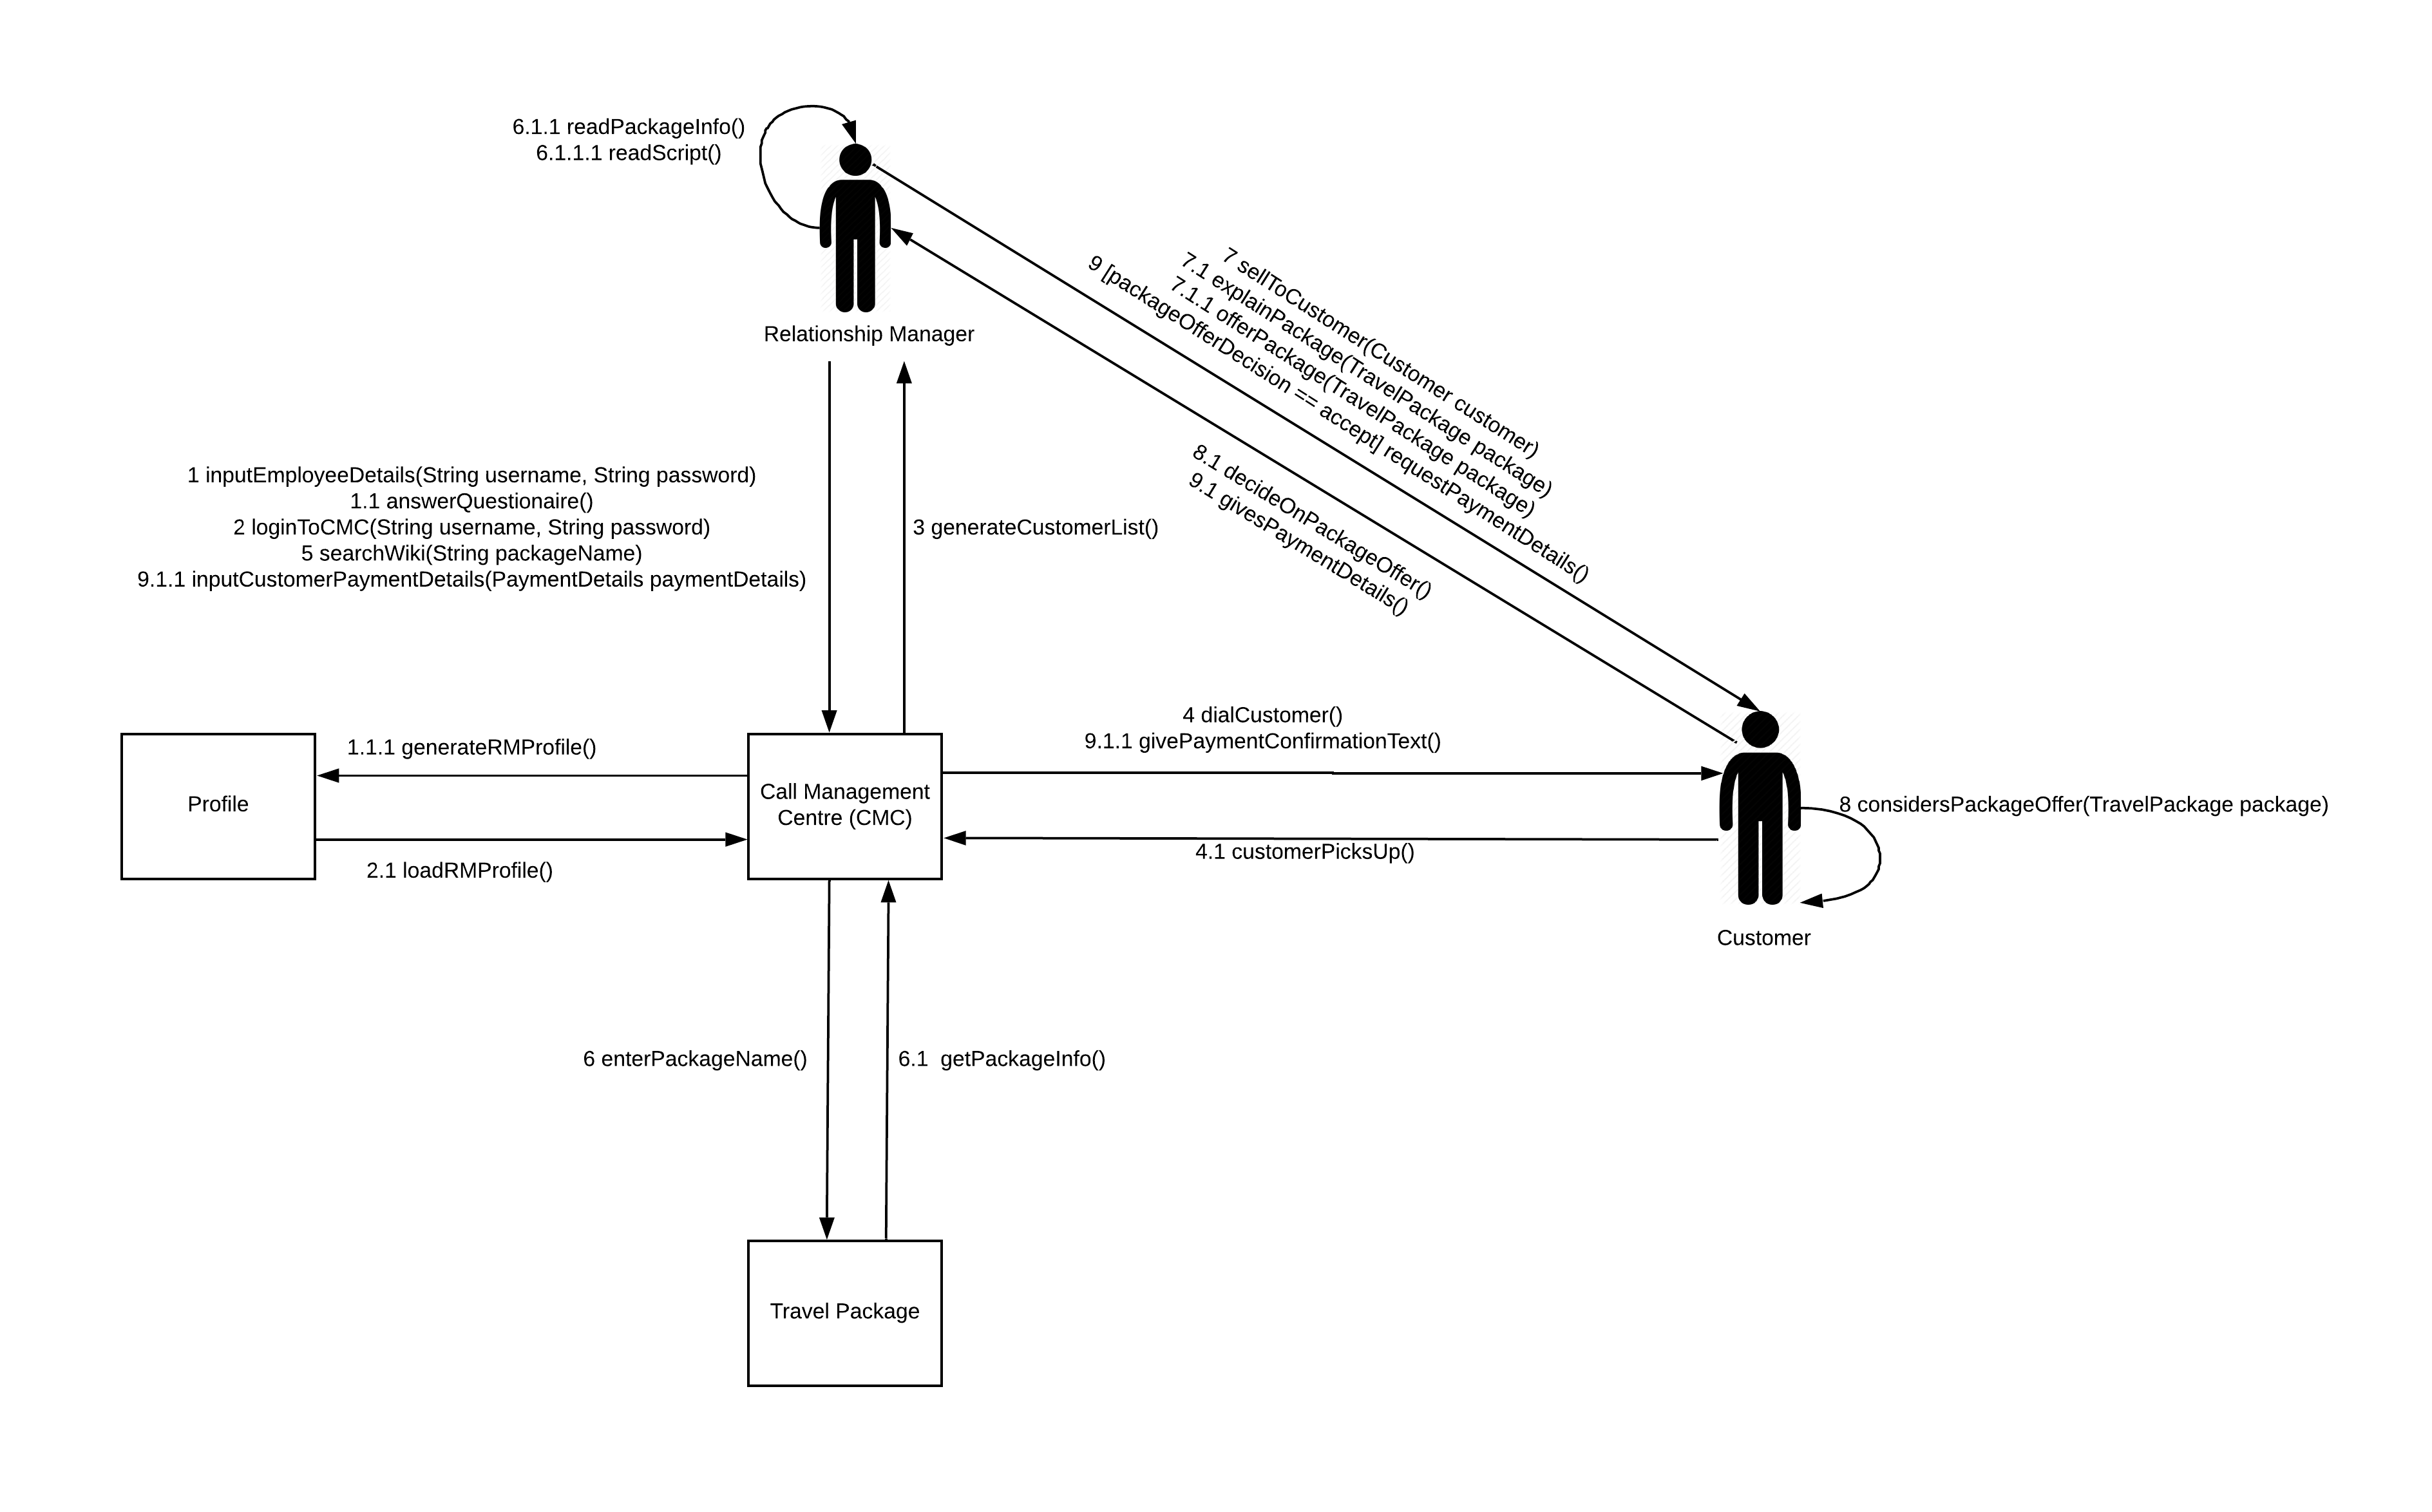 6.1.1 readPackageInfo()
6.1.1.1 readScript()
Relationship Manager
7 sellToCustomer(Customer customer)
7.1 explainPackage(TravelPackage package)
7.1.1 offerPackage(TravelPackage package)
9 [packageOfferDecision == accept] requestPaymentDetails()
8.1 decideOnPackageOffer()
9.1 givesPaymentDetails()
1 inputEmployeeDetails(String username, String password)
1.1 answerQuestionaire()
2 loginToCMC(String username, String password)
5 searchWiki(String packageName)
9.1.1 inputCustomerPaymentDetails(PaymentDetails paymentDetails)
3 generateCustomerList()
4 dialCustomer()
9.1.1 givePaymentConfirmationText()
1.1.1 generateRMProfile()
Profile
Call Management
Centre (CMC)
8 considersPackageOffer(TravelPackage package)
4.1 customerPicksUp()
2.1 loadRMProfile()
Customer
6 enterPackageName()
6.1  getPackageInfo()
Travel Package